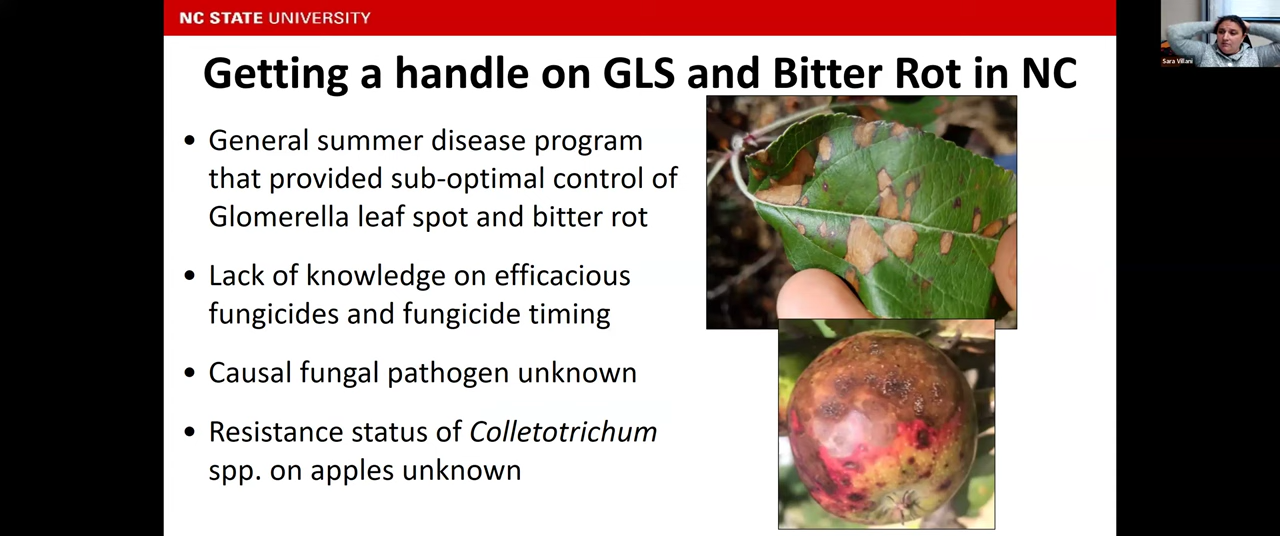 NC STATE UNIVERSITY
Sara Villani
Getting a handle on GLS and Bitter Rot in NC
• General summer disease program
that provided sub-optimal control of
Glomerella leaf spot and bitter rot
• Lack of knowledge on efficacious
fungicides and fungicide timing
• Causal fungal pathogen unknown
• Resistance status of Colletotrichum
spp. on apples unknown